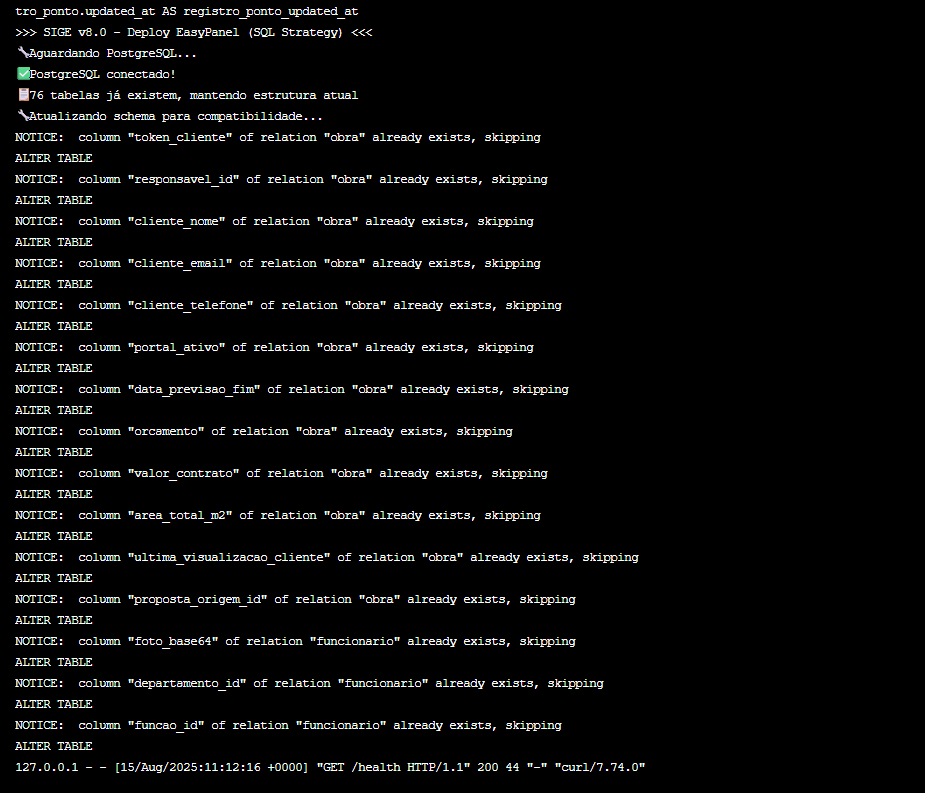 tro_ponto.updated_at AS registro_ponto_updated_at
>>> SIGE v8.0 - Deploy EasyPanel (SQL Strategy) <<<
🔧Aguardando PostgreSQL...
✅PostgreSQL conectado!
📋76 tabelas já existem, mantendo estrutura atual
🔧Atualizando schema para compatibilidade...
NOTICE:  column "token_cliente" of relation "obra" already exists, skipping
ALTER TABLE
NOTICE:  column "responsavel_id" of relation "obra" already exists, skipping
ALTER TABLE
NOTICE:  column "cliente_nome" of relation "obra" already exists, skipping
ALTER TABLE
NOTICE:  column "cliente_email" of relation "obra" already exists, skipping
ALTER TABLE
NOTICE:  column "cliente_telefone" of relation "obra" already exists, skipping
ALTER TABLE
NOTICE:  column "portal_ativo" of relation "obra" already exists, skipping
ALTER TABLE
NOTICE:  column "data_previsao_fim" of relation "obra" already exists, skipping
ALTER TABLE
NOTICE:  column "orcamento" of relation "obra" already exists, skipping
ALTER TABLE
NOTICE:  column "valor_contrato" of relation "obra" already exists, skipping
ALTER TABLE
NOTICE:  column "area_total_m2" of relation "obra" already exists, skipping
ALTER TABLE
NOTICE:  column "ultima_visualizacao_cliente" of relation "obra" already exists, skipping
ALTER TABLE
NOTICE:  column "proposta_origem_id" of relation "obra" already exists, skipping
ALTER TABLE
NOTICE:  column "foto_base64" of relation "funcionario" already exists, skipping
ALTER TABLE
NOTICE:  column "departamento_id" of relation "funcionario" already exists, skipping
ALTER TABLE
NOTICE:  column "funcao_id" of relation "funcionario" already exists, skipping
ALTER TABLE
127.0.0.1 - - [15/Aug/2025:11:12:16 +0000] "GET /health HTTP/1.1" 200 44 "-" "curl/7.74.0"